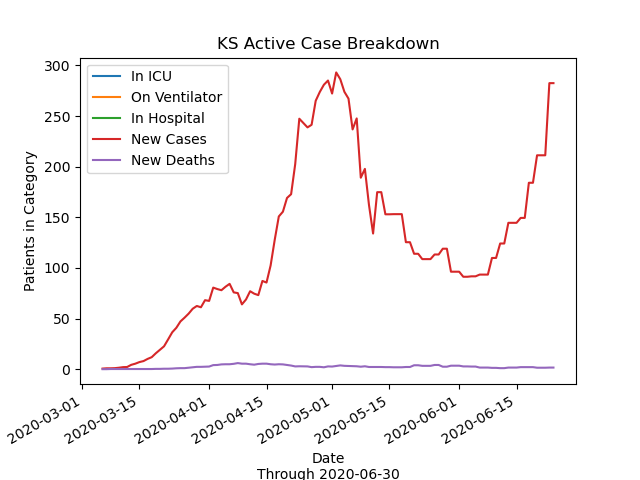 KS Active Case Breakdown
300
250
200
150
100
50
0
Patients in Category
In ICU
On Ventilator
In Hospital
New Cases
New Deaths
2020-03-01
2020-03-15
2020-04-01
2020-04-15
2020-05-01
2020-05-15
2020-06-01
2020-06-15
Date
Through 2020-06-30